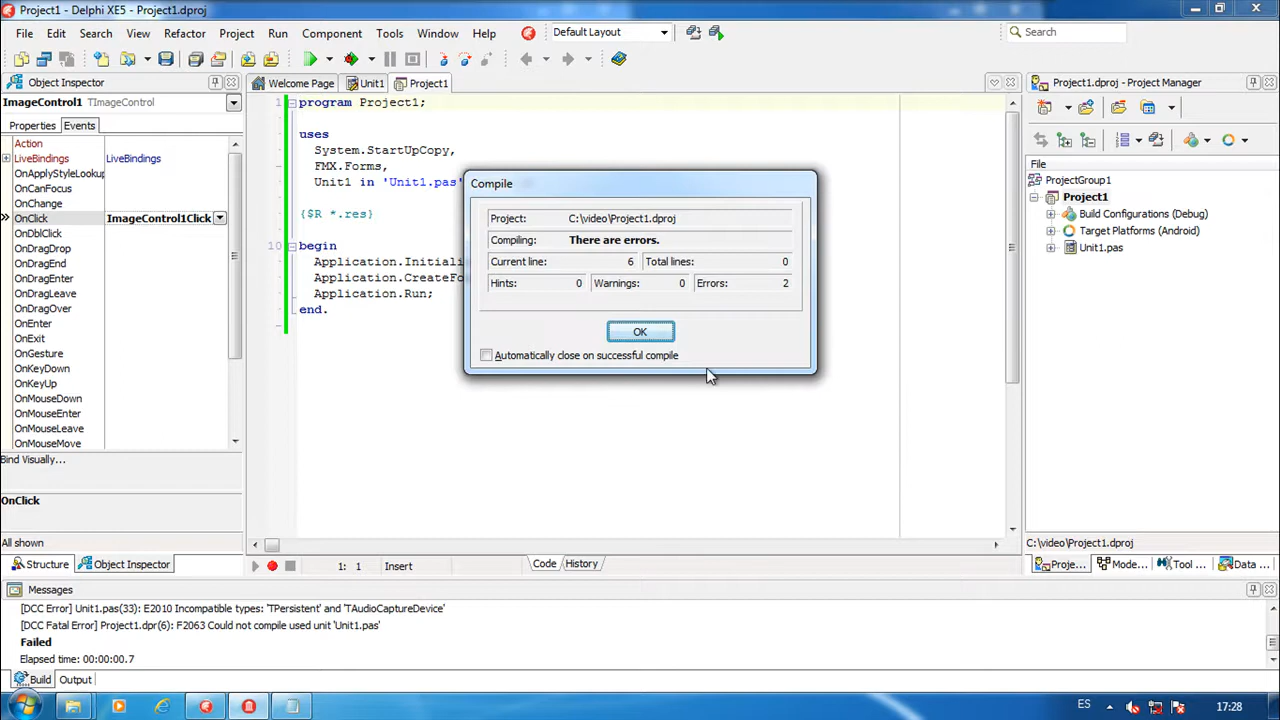 Project1 - Delphi XE5 - Project1.dproj
File Edit Search View Refactor Project Run Component Tools Window Help
Default Layout
Search
Object Inspector
ImageControl1 TImageControl
Properties Events
Action
LiveBindings LiveBindings
OnApplyStyleLookup
OnCanFocus
OnChange
OnClick ImageControl1Click
OnDblClick
OnDragDrop
OnDragEnd
OnDragEnter
OnDragLeave
OnDragOver
OnEnter
OnExit
OnGesture
OnKeyDown
OnKeyUp
OnMouseDown
OnMouseEnter
OnMouseLeave
OnMouseMove
Bind Visually...
OnClick
All shown
Structure Object Inspector
Welcome Page Unit1 Project1
1 program Project1;
uses
System.StartUpCopy,
FMX.Forms,
Unit1 in 'Unit1.pas'
{$R *.res}
10 begin
Application.Initiali
Application.CreateFo
Application.Run;
end.
1: 1 Insert Code History
Compile
Project: C:\video\Project1.dproj
Compiling: There are errors.
Current line: 6 Total lines: 0
Hints: 0 Warnings: 0 Errors: 2
OK
Automatically close on successful compile
Project1.dproj - Project Manager
File
ProjectGroup1
Project1
Build Configurations (Debug)
Target Platforms (Android)
Unit1.pas
C:\video\Project1.dproj
Proje... Mode... Tool ... Data ...
Messages
[DCC Error] Unit1.pas(33): E2010 Incompatible types: 'TPersistent' and 'TAudioCaptureDevice'
[DCC Fatal Error] Project1.dpr(6): F2063 Could not compile used unit 'Unit1.pas'
Failed
Elapsed time: 00:00:00.7
Build Output
ES 17:28